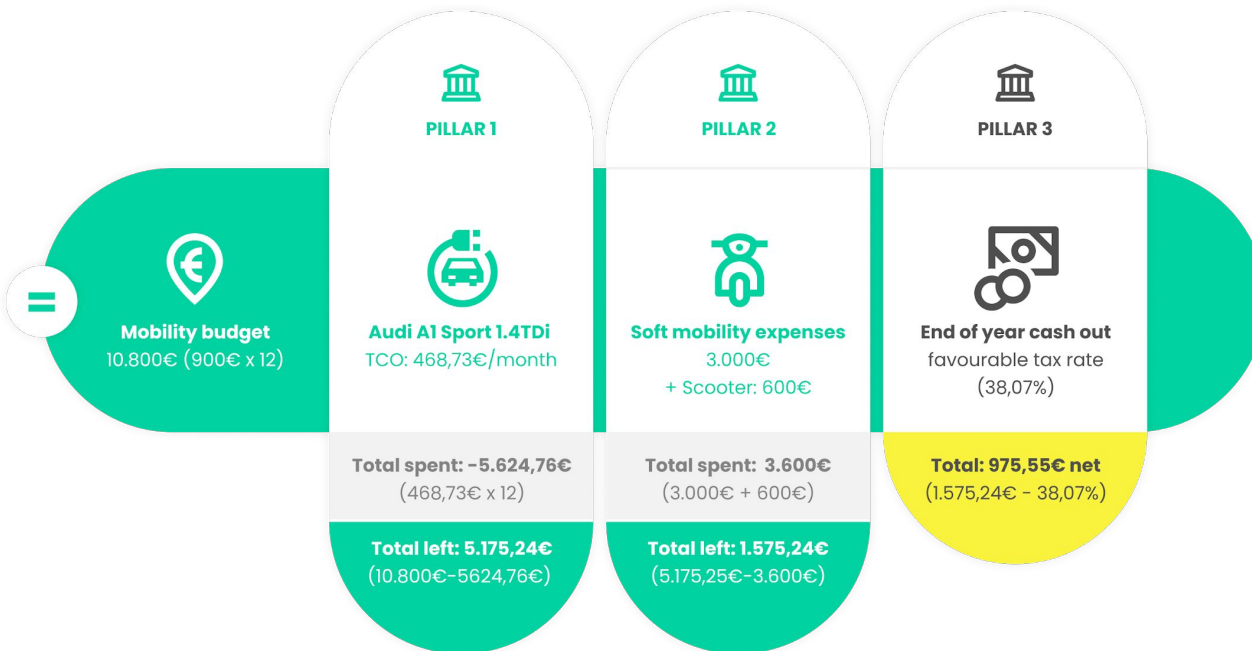 =
Mobility budget
10.800€ (900€ x 12)
PILLAR 1
Audi A1 Sport 1.4TDi
TCO: 468,73€/month
Total spent: -5.624,76€
(468,73€ x 12)
Total left: 5.175,24€
(10.800€-5624,76€)
PILLAR 2
Soft mobility expenses
3.000€
+ Scooter: 600€
Total spent:  3.600€
(3.000€ + 600€)
Total left: 1.575,24€
(5.175,25€-3.600€)
PILLAR 3
End of year cash out
favourable tax rate
(38,07%)
Total: 975,55€ net
(1.575,24€ - 38,07%)